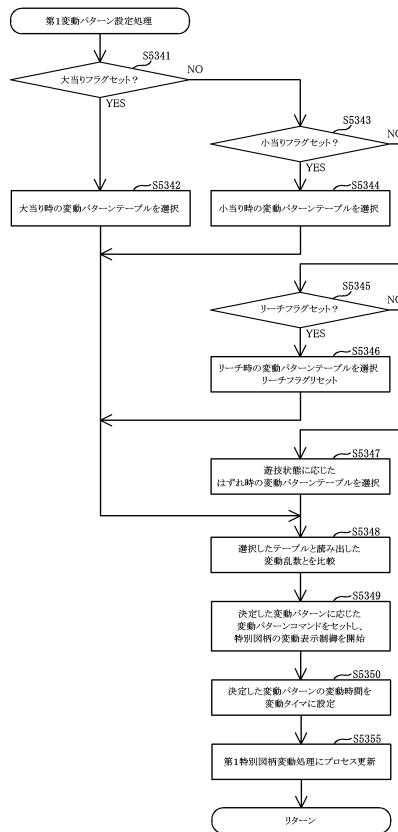 第1変動パターン設定処理
S5341
大当りフラグセット？
NO
YES
S5343
小当りフラグセット？
NO
YES
S5342
大当り時の変動パターンテーブルを選択
S5344
小当り時の変動パターンテーブルを選択
S5345
リーチフラグセット？
NO
YES
S5346
リーチ時の変動パターンテーブルを選択
リーチフラグリセット
S5347
遊技状態に応じた
はずれ時の変動パターンテーブルを選択
S5348
選択したテーブルと読み出した
変動乱数とを比較
S5349
決定した変動パターンに応じた
変動パターンコマンドをセットし、
特別図柄の変動表示制御を開始
S5350
決定した変動パターンの変動時間を
変動タイマに設定
S5355
第1特別図柄変動処理にプロセス更新
リターン